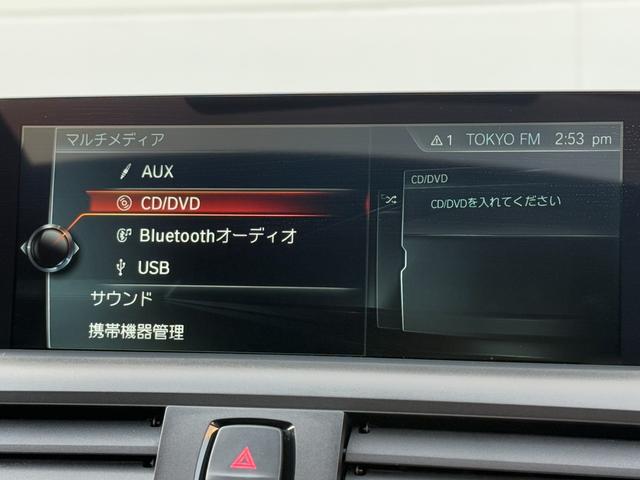 マルチメディア
⚠1 TOKYO FM 2:53 pm
AUX
CD/DVD
Bluetoothオーディオ
USB
サウンド
携帯機器管理
CD/DVD
CD/DVDを入れてください